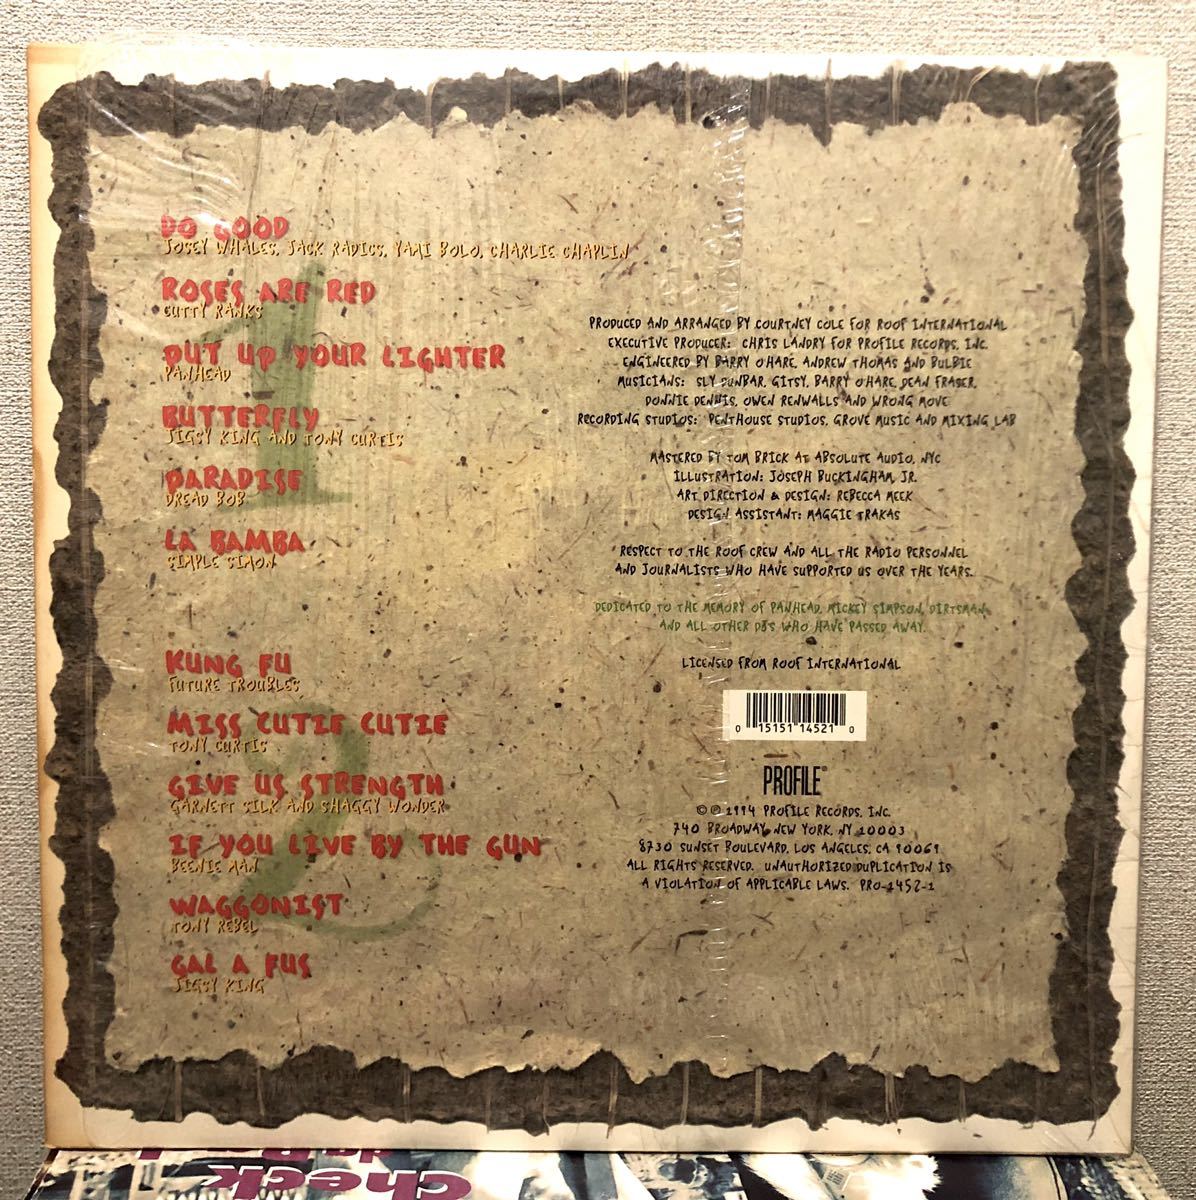 1
DO GOOD
JOSEY WHALES, JACK RADICS, YAMI BOLO, CHARLIE CHAPLIN
ROSES ARE RED
CUTTY RANKS
PUT UP YOUR LIGHTER
PANHEAD
BUTTERFLY
JIGSY KING AND TONY CURTIS
PARADISE
DREAD BOB
LA BAMBA
SIMPLE SIMON
2
KUNG FU
FUTURE TROUBLES
MISS CUTIE CUTIE
TONY CURTIS
GIVE US STRENGTH
GARNETT SILK AND SHAGGY WONDER
IF YOU LIVE BY THE GUN
BEENIE MAN
WAGGONIST
TONY REBEL
GAL A FUS
JIGSY KING
PRODUCED AND ARRANGED BY COURTNEY COLE FOR ROOF INTERNATIONAL
EXECUTIVE PRODUCER: CHRIS LANDRY FOR PROFILE RECORDS, INC.
ENGINEERED BY BARRY O'HARE, ANDREW THOMAS AND BULBIE
MUSICIANS: SLY DUNBAR, GITSY, BARRY O'HARE, DEAN FRASER,
DONNIE DENNIS, OWEN RENWALLS AND WRONG MOVE
RECORDING STUDIOS: PENTHOUSE STUDIOS, GROVE MUSIC AND MIXING LAB
MASTERED BY TOM BRICK AT ABSOLUTE AUDIO, NYC
ILLUSTRATION: JOSEPH BUCKINGHAM, JR.
ART DIRECTION & DESIGN: REBECCA MEEK
DESIGN ASSISTANT: MAGGIE TRAKAS
RESPECT TO THE ROOF CREW AND ALL THE RADIO PERSONNEL
AND JOURNALISTS WHO HAVE SUPPORTED US OVER THE YEARS.
DEDICATED TO THE MEMORY OF PANHEAD, MICKEY SIMPSON, DIRTSMAN,
AND ALL OTHER DJS WHO HAVE PASSED AWAY.
LICENSED FROM ROOF INTERNATIONAL
0 15151 14521 0
PROFILE®
© ℗ 1994 PROFILE RECORDS, INC.
740 BROADWAY, NEW YORK, NY 10003
8730 SUNSET BOULEVARD, LOS ANGELES, CA 90069
ALL RIGHTS RESERVED. UNAUTHORIZED DUPLICATION IS
A VIOLATION OF APPLICABLE LAWS. PRO-1452-1
check